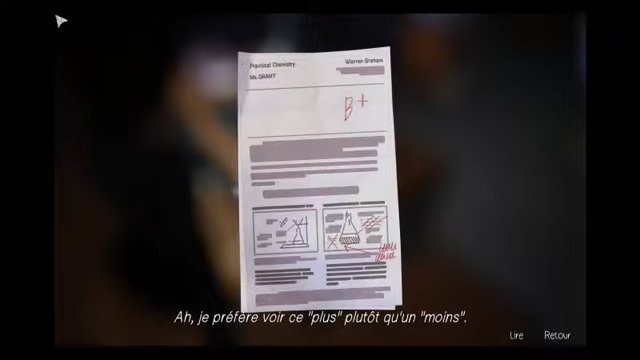 Practical Chemistry
Warren Graham
Ms. GRANT
B+
Ah, je préfère voir ce "plus" plutôt qu'un "moins".
Lire
Retour